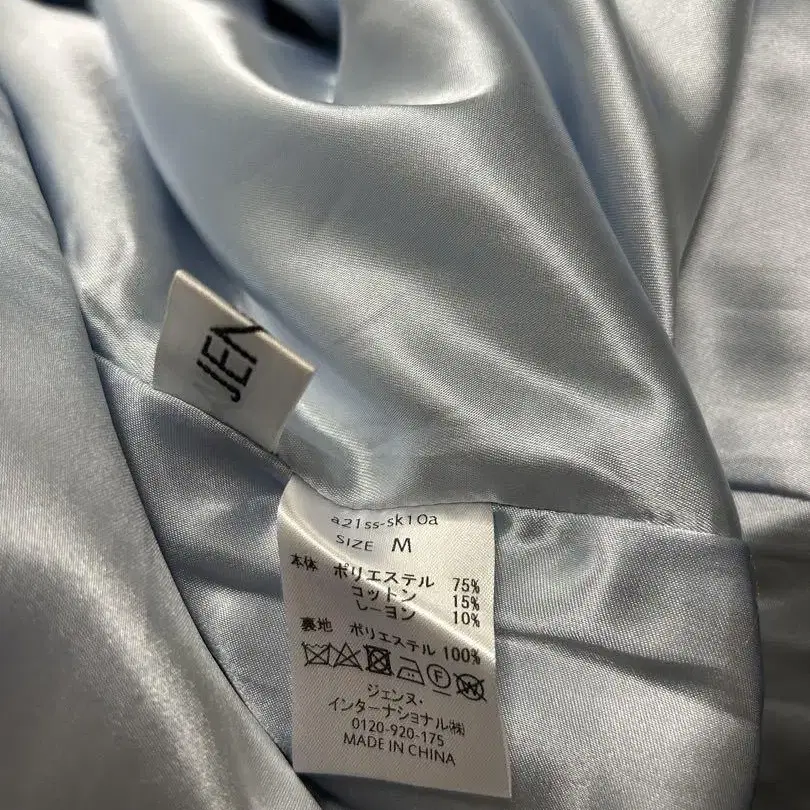 JEN
a21ss-sk10a
SIZE M
本体 ポリエステル 75%
コットン 15%
レーヨン 10%
裏地 ポリエステル 100%
F
W
ジェンヌ・
インターナショナル(株)
0120-920-175
MADE IN CHINA